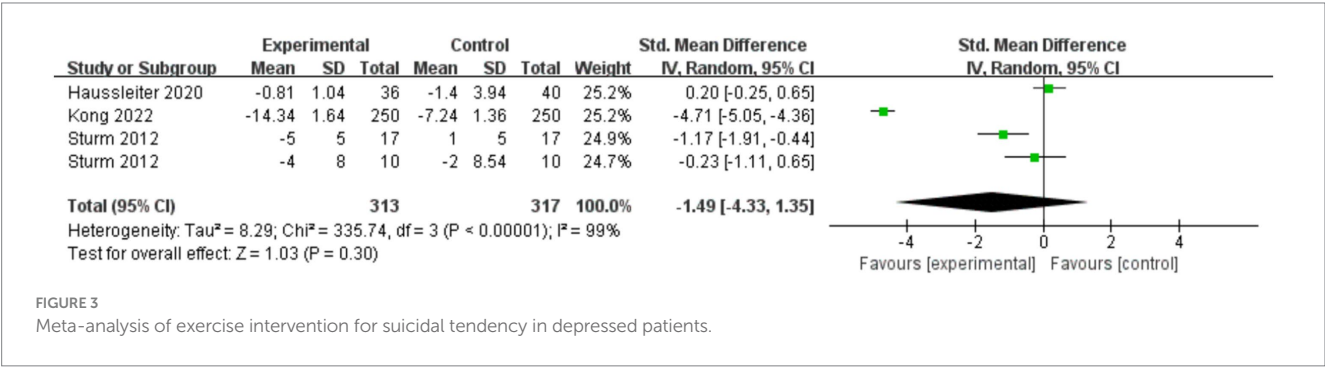 Experimental Control Std. Mean Difference Std. Mean Difference
Study or Subgroup Mean SD Total Mean SD Total Weight IV, Random, 95% CI IV, Random, 95% CI
Haussleiter 2020 -0.81 1.04 36 -1.4 3.94 40 25.2% 0.20 [-0.25, 0.65]
Kong 2022 -14.34 1.64 250 -7.24 1.36 250 25.2% -4.71 [-5.05, -4.36]
Sturm 2012 -5 5 17 1 5 17 24.9% -1.17 [-1.91, -0.44]
Sturm 2012 -4 8 10 -2 8.54 10 24.7% -0.23 [-1.11, 0.65]
Total (95% CI) 313 317 100.0% -1.49 [-4.33, 1.35]
Heterogeneity: Tau² = 8.29; Chi² = 335.74, df = 3 (P < 0.00001); I² = 99%
Test for overall effect: Z = 1.03 (P = 0.30)
-4 -2 0 2 4
Favours [experimental] Favours [control]
FIGURE 3
Meta-analysis of exercise intervention for suicidal tendency in depressed patients.